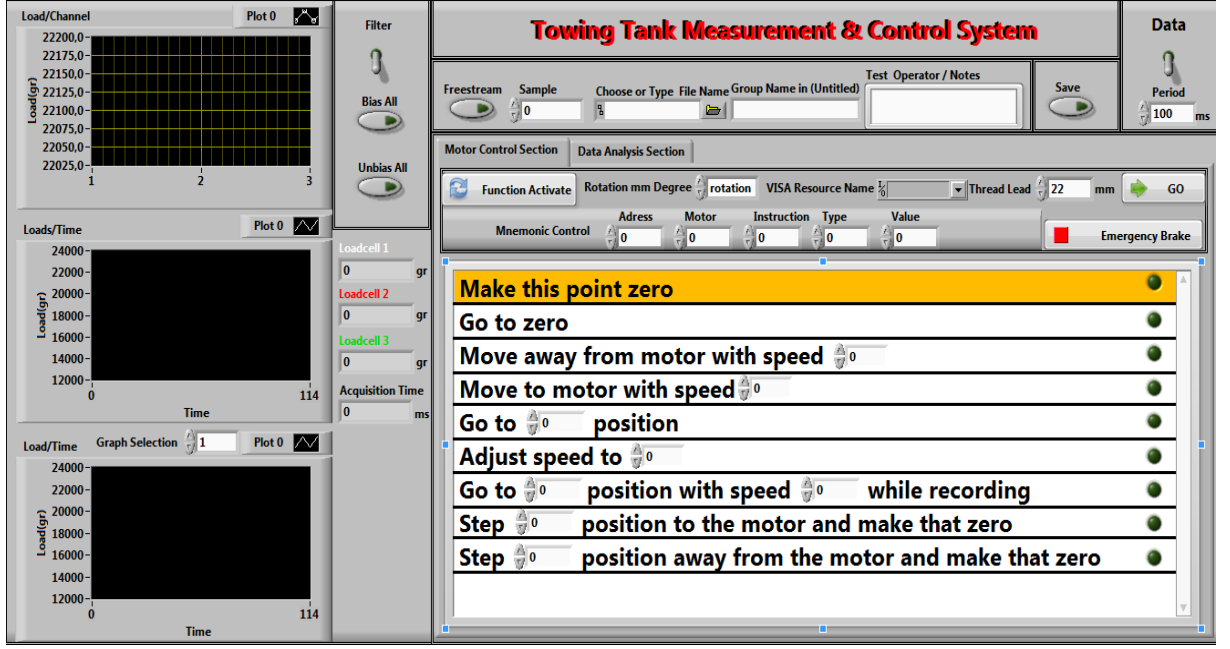 Load/Channel
Plot 0
Load(gr)
22200,0
22175,0
22150,0
22125,0
22100,0
22075,0
22050,0
22025,0
1 2 3
Filter
Bias All
Unbias All
Towing Tank Measurement & Control System
Data
Period
100 ms
Freestream
Sample
0
Choose or Type File Name
Group Name in (Untitled)
Test Operator / Notes
Save
Motor Control Section
Data Analysis Section
Function Activate
Rotation mm Degree rotation
VISA Resource Name
Thread Lead 22 mm
GO
Mnemonic Control
Adress Motor Instruction Type Value
0 0 0 0 0
Emergency Brake
Loads/Time
Plot 0
Load(gr)
24000
22000
20000
18000
16000
14000
12000
0 114
Time
Loadcell 1
0 gr
Loadcell 2
0 gr
Loadcell 3
0 gr
Acquisition Time
0 ms
Load/Time
Graph Selection 1
Plot 0
Load(gr)
24000
22000
20000
18000
16000
14000
12000
0 114
Time
Make this point zero
Go to zero
Move away from motor with speed 0
Move to motor with speed 0
Go to 0 position
Adjust speed to 0
Go to 0 position with speed 0 while recording
Step 0 position to the motor and make that zero
Step 0 position away from the motor and make that zero